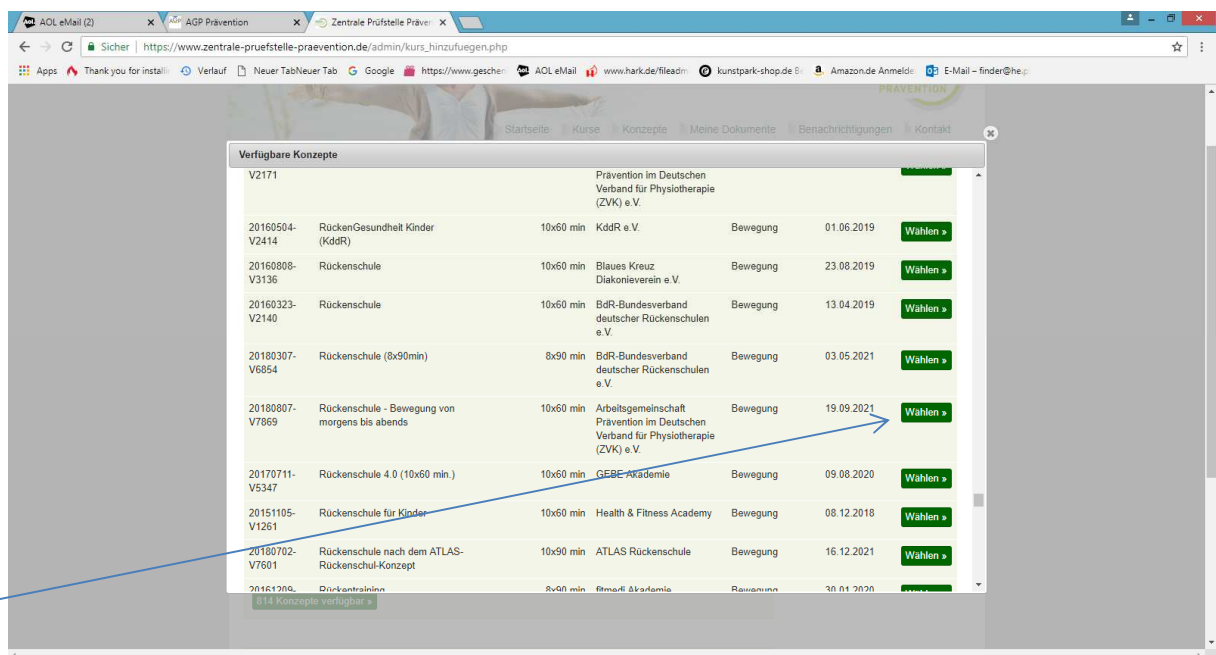 AOL eMail (2)
AGP Prävention
Zentrale Prüfstelle Präven
Sicher | https://www.zentrale-pruefstelle-praevention.de/admin/kurs_hinzufuegen.php
Apps Thank you for installi Verlauf Neuer TabNeuer Tab Google https://www.geschen AOL eMail www.hark.de/fileadm kunstpark-shop.de Amazon.de Anmelde E-Mail – finder@he.p
PRÄVENTION
Startseite Kurse Konzepte Meine Dokumente Benachrichtigungen Kontakt
Verfügbare Konzepte
V2171 Prävention im Deutschen
Verband für Physiotherapie
(ZVK) e.V.
20160504- RückenGesundheit Kinder 10x60 min KddR e.V. Bewegung 01.06.2019 Wählen »
V2414 (KddR)
20160808- Rückenschule 10x60 min Blaues Kreuz Bewegung 23.08.2019 Wählen »
V3136 Diakonieverein e.V.
20160323- Rückenschule 10x60 min BdR-Bundesverband Bewegung 13.04.2019 Wählen »
V2140 deutscher Rückenschulen
e.V.
20180307- Rückenschule (8x90min) 8x90 min BdR-Bundesverband Bewegung 03.05.2021 Wählen »
V6854 deutscher Rückenschulen
e.V.
20180807- Rückenschule - Bewegung von 10x60 min Arbeitsgemeinschaft Bewegung 19.09.2021 Wählen »
V7869 morgens bis abends Prävention im Deutschen
Verband für Physiotherapie
(ZVK) e.V.
20170711- Rückenschule 4.0 (10x60 min.) 10x60 min GEBE Akademie Bewegung 09.08.2020 Wählen »
V5347
20151105- Rückenschule für Kinder 10x60 min Health & Fitness Academy Bewegung 08.12.2018 Wählen »
V1261
20180702- Rückenschule nach dem ATLAS- 10x90 min ATLAS Rückenschule Bewegung 16.12.2021 Wählen »
V7601 Rückenschul-Konzept
20161209- Rückentraining 8x90 min fitmedi Akademie Bewegung 30.01.2020
814 Konzepte verfügbar »